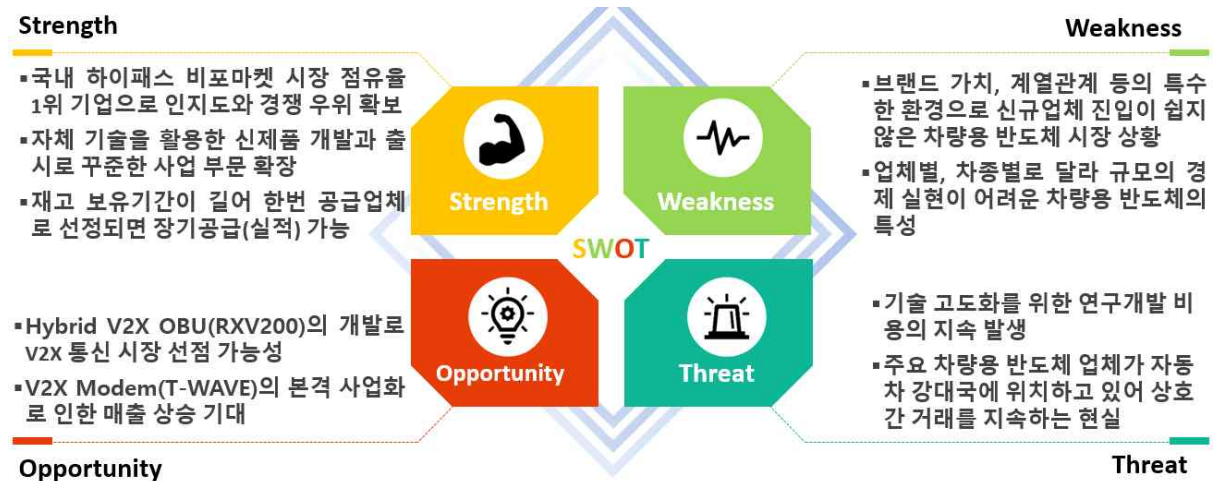 Strength
▪국내 하이패스 비포마켓 시장 점유율
1위 기업으로 인지도와 경쟁 우위 확보
▪자체 기술을 활용한 신제품 개발과 출
시로 꾸준한 사업 부문 확장
▪재고 보유기간이 길어 한번 공급업체
로 선정되면 장기공급(실적) 가능
Weakness
▪브랜드 가치, 계열관계 등의 특수
한 환경으로 신규업체 진입이 쉽지
않은 차량용 반도체 시장 상황
▪업체별, 차종별로 달라 규모의 경
제 실현이 어려운 차량용 반도체의
특성
Strength
Weakness
SWOT
Opportunity
Threat
▪Hybrid V2X OBU(RXV200)의 개발로
V2X 통신 시장 선점 가능성
▪V2X Modem(T-WAVE)의 본격 사업화
로 인한 매출 상승 기대
Opportunity
▪기술 고도화를 위한 연구개발 비
용의 지속 발생
▪주요 차량용 반도체 업체가 자동
차 강대국에 위치하고 있어 상호
간 거래를 지속하는 현실
Threat